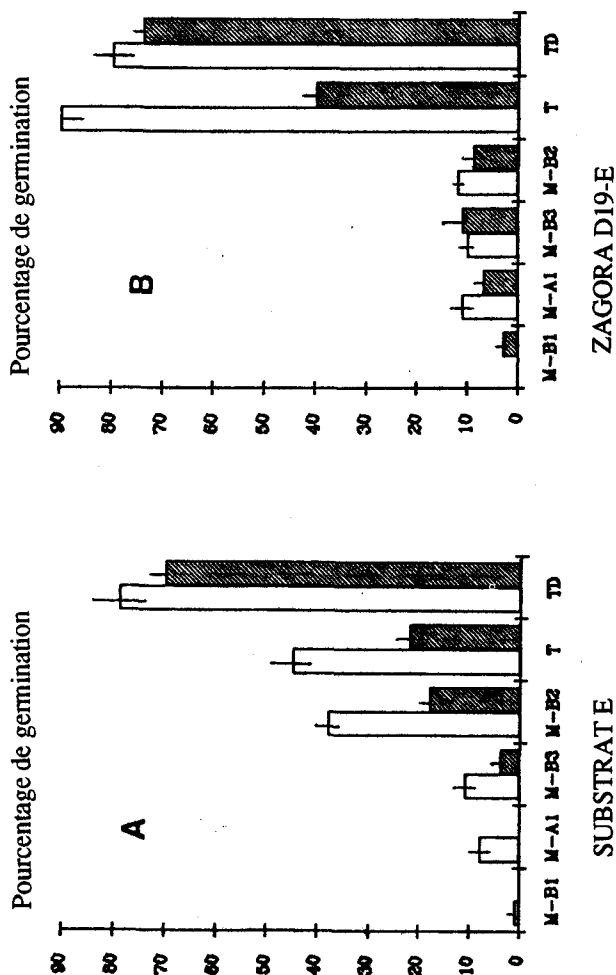 Pourcentage de germination
A
90
80
70
60
50
40
30
20
10
0
M-B1 M-A1 M-B3 M-B2 T TD
SUBSTRATE
Pourcentage de germination
B
90
80
70
60
50
40
30
20
10
0
M-B1 M-A1 M-B3 M-B2 T TD
ZAGORA D19-E